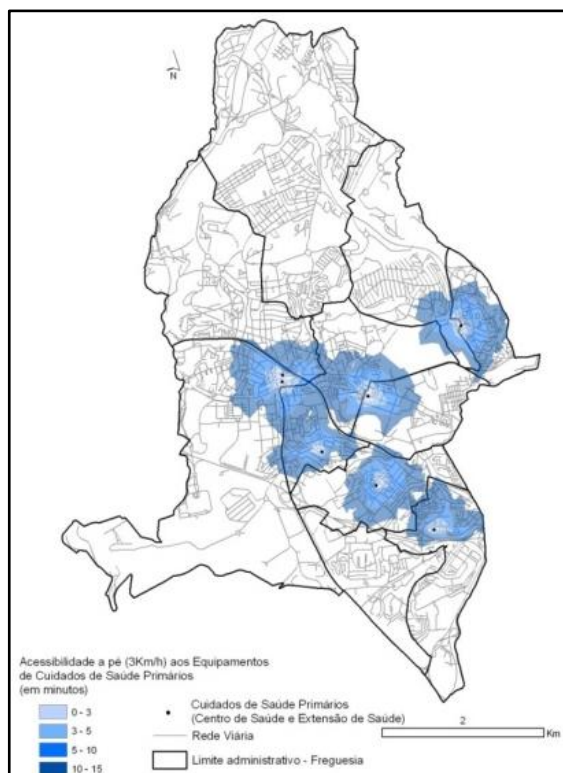 N
Acessibilidade a pé (3Km/h) aos Equipamentos
de Cuidados de Saúde Primários
(em minutos)
0 - 3
3 - 5
5 - 10
10 - 15
Cuidados de Saúde Primários
(Centro de Saúde e Extensão de Saúde)
Rede Viária
Limite administrativo - Freguesia
2
Km